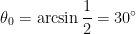 θ₀ = arcsin 1/2 = 30°